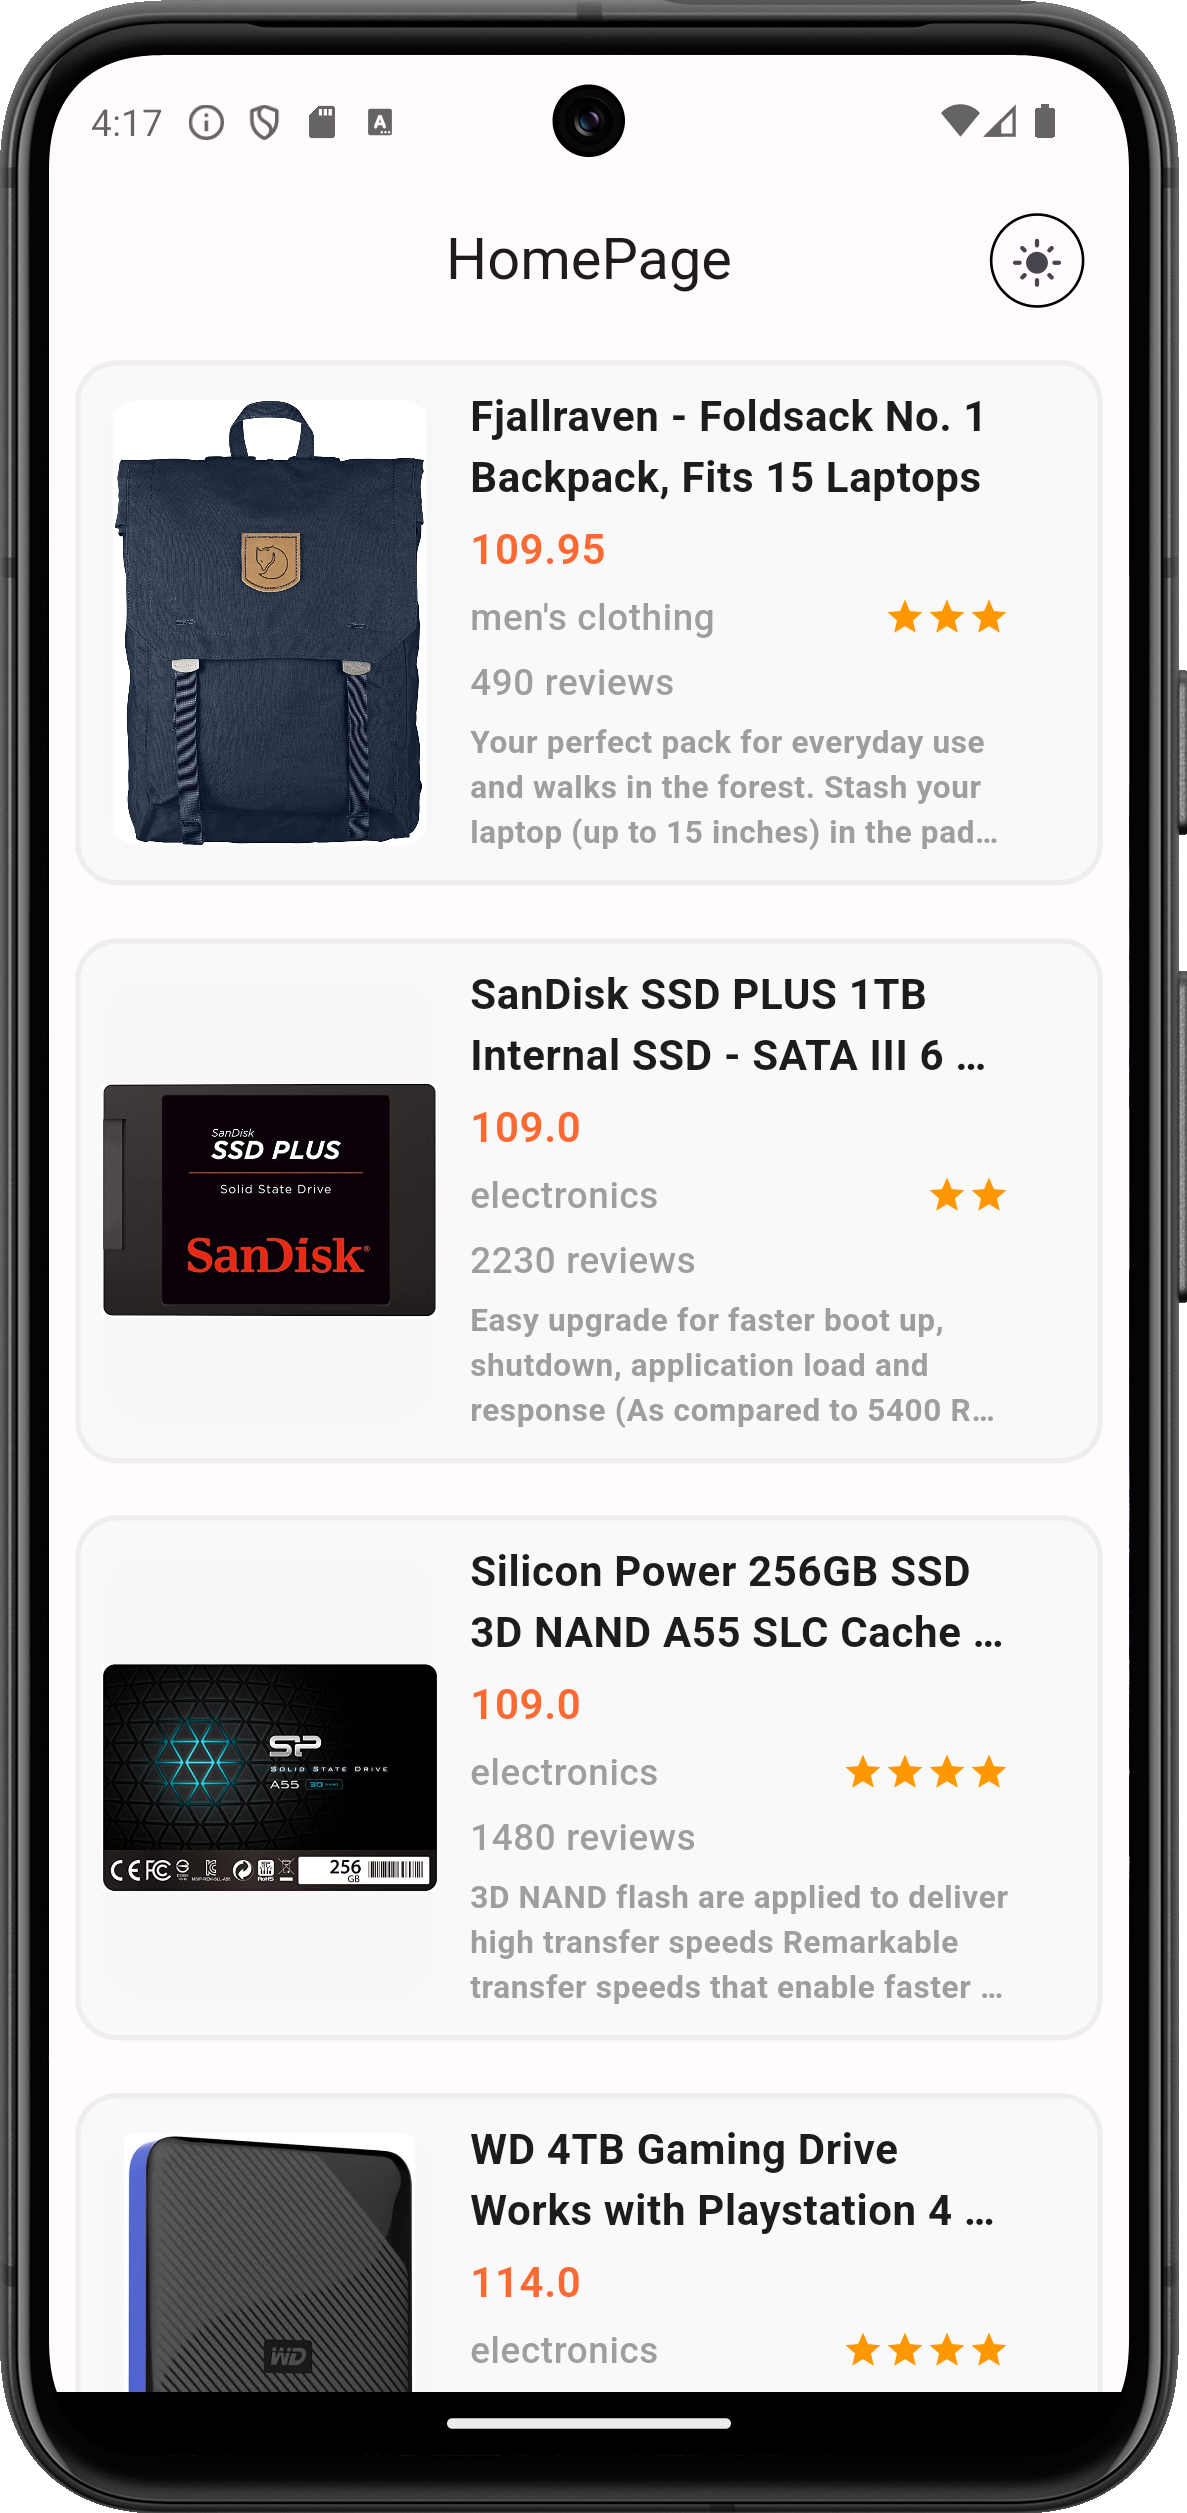 4:17
HomePage
Fjallraven - Foldsack No. 1
Backpack, Fits 15 Laptops
109.95
men's clothing
490 reviews
Your perfect pack for everyday use
and walks in the forest. Stash your
laptop (up to 15 inches) in the pad…
SanDisk
SSD PLUS
Solid State Drive
SanDisk®
SanDisk SSD PLUS 1TB
Internal SSD - SATA III 6 …
109.0
electronics
2230 reviews
Easy upgrade for faster boot up,
shutdown, application load and
response (As compared to 5400 R…
SP
SOLID STATE DRIVE
A55 3D NAND
256
GB
RoHS
Silicon Power 256GB SSD
3D NAND A55 SLC Cache …
109.0
electronics
1480 reviews
3D NAND flash are applied to deliver
high transfer speeds Remarkable
transfer speeds that enable faster …
WD
WD 4TB Gaming Drive
Works with Playstation 4 …
114.0
electronics